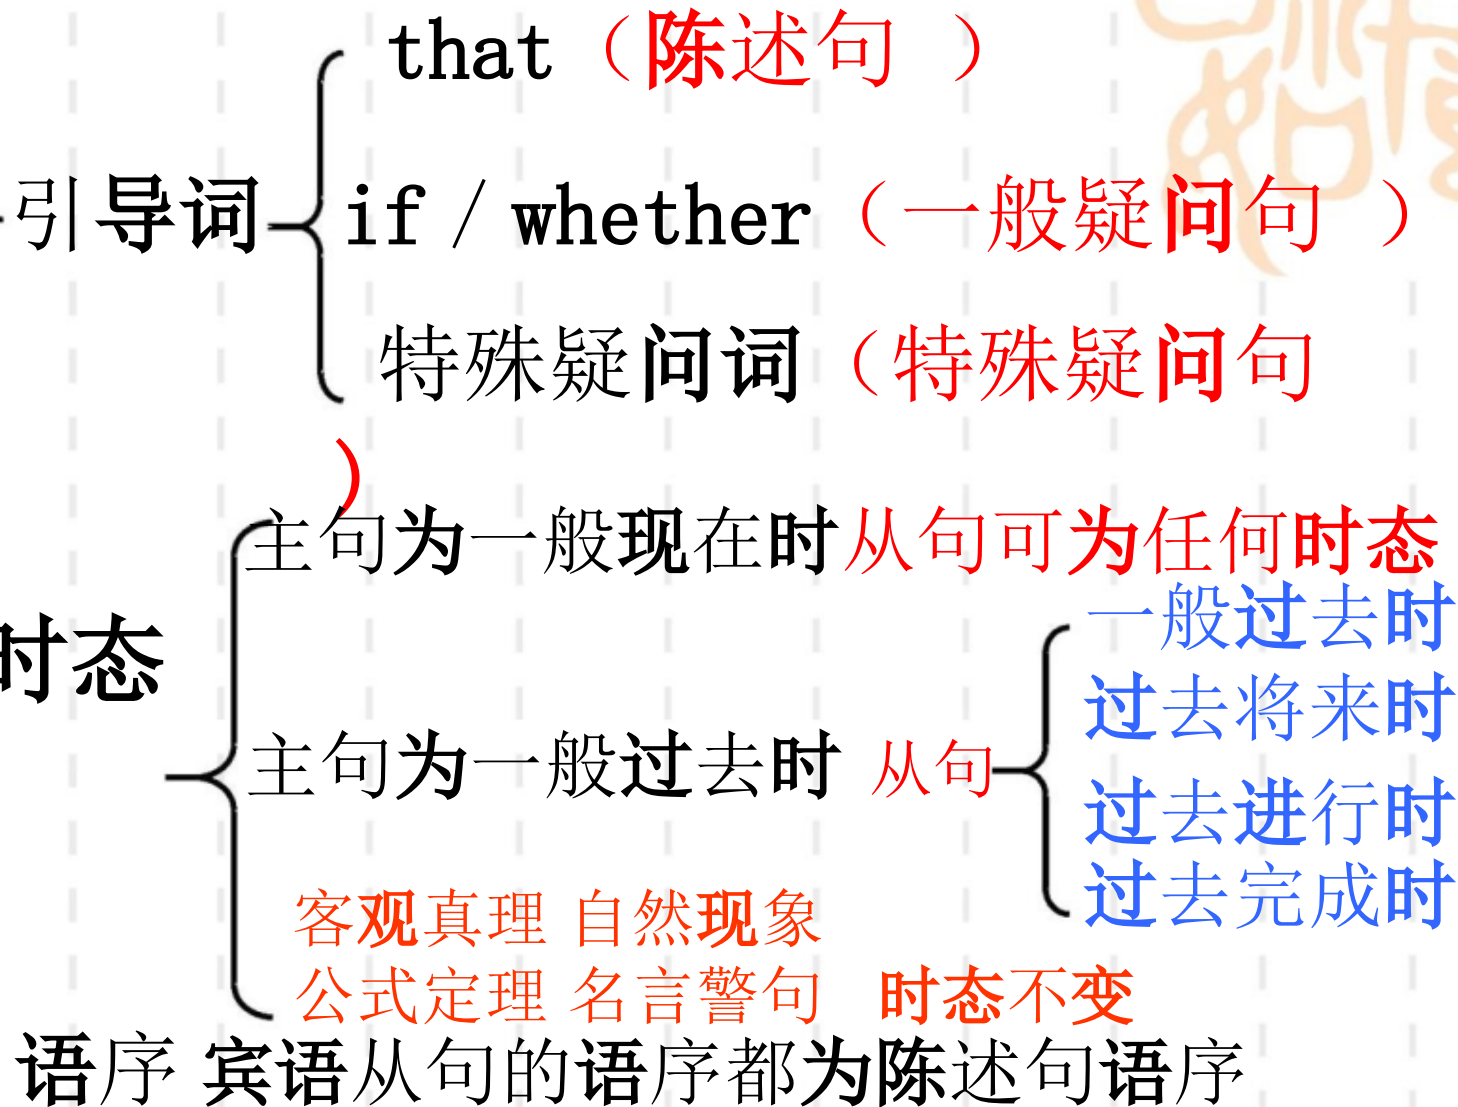 that（陈述句 ）
引导词 if / whether（一般疑问句 ）
特殊疑问词（特殊疑问句
）
主句为一般现在时从句可为任何时态
一般过去时
时态
过去将来时
主句为一般过去时 从句
过去进行时
过去完成时
客观真理 自然现象
公式定理 名言警句 时态不变
语序 宾语从句的语序都为陈述句语序